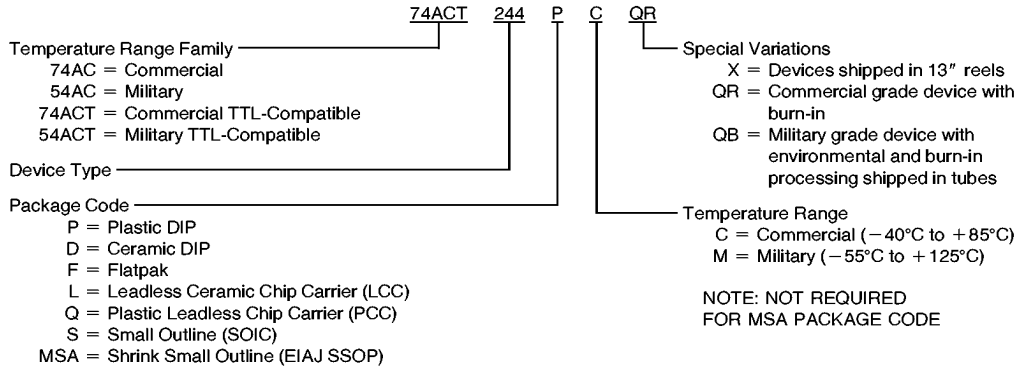 74ACT 244 P C QR
Temperature Range Family
74AC = Commercial
54AC = Military
74ACT = Commercial TTL-Compatible
54ACT = Military TTL-Compatible
Device Type
Package Code
P = Plastic DIP
D = Ceramic DIP
F = Flatpak
L = Leadless Ceramic Chip Carrier (LCC)
Q = Plastic Leadless Chip Carrier (PCC)
S = Small Outline (SOIC)
MSA = Shrink Small Outline (EIAJ SSOP)
Special Variations
X = Devices shipped in 13″ reels
QR = Commercial grade device with
burn-in
QB = Military grade device with
environmental and burn-in
processing shipped in tubes
Temperature Range
C = Commercial (−40°C to +85°C)
M = Military (−55°C to +125°C)
NOTE: NOT REQUIRED
FOR MSA PACKAGE CODE